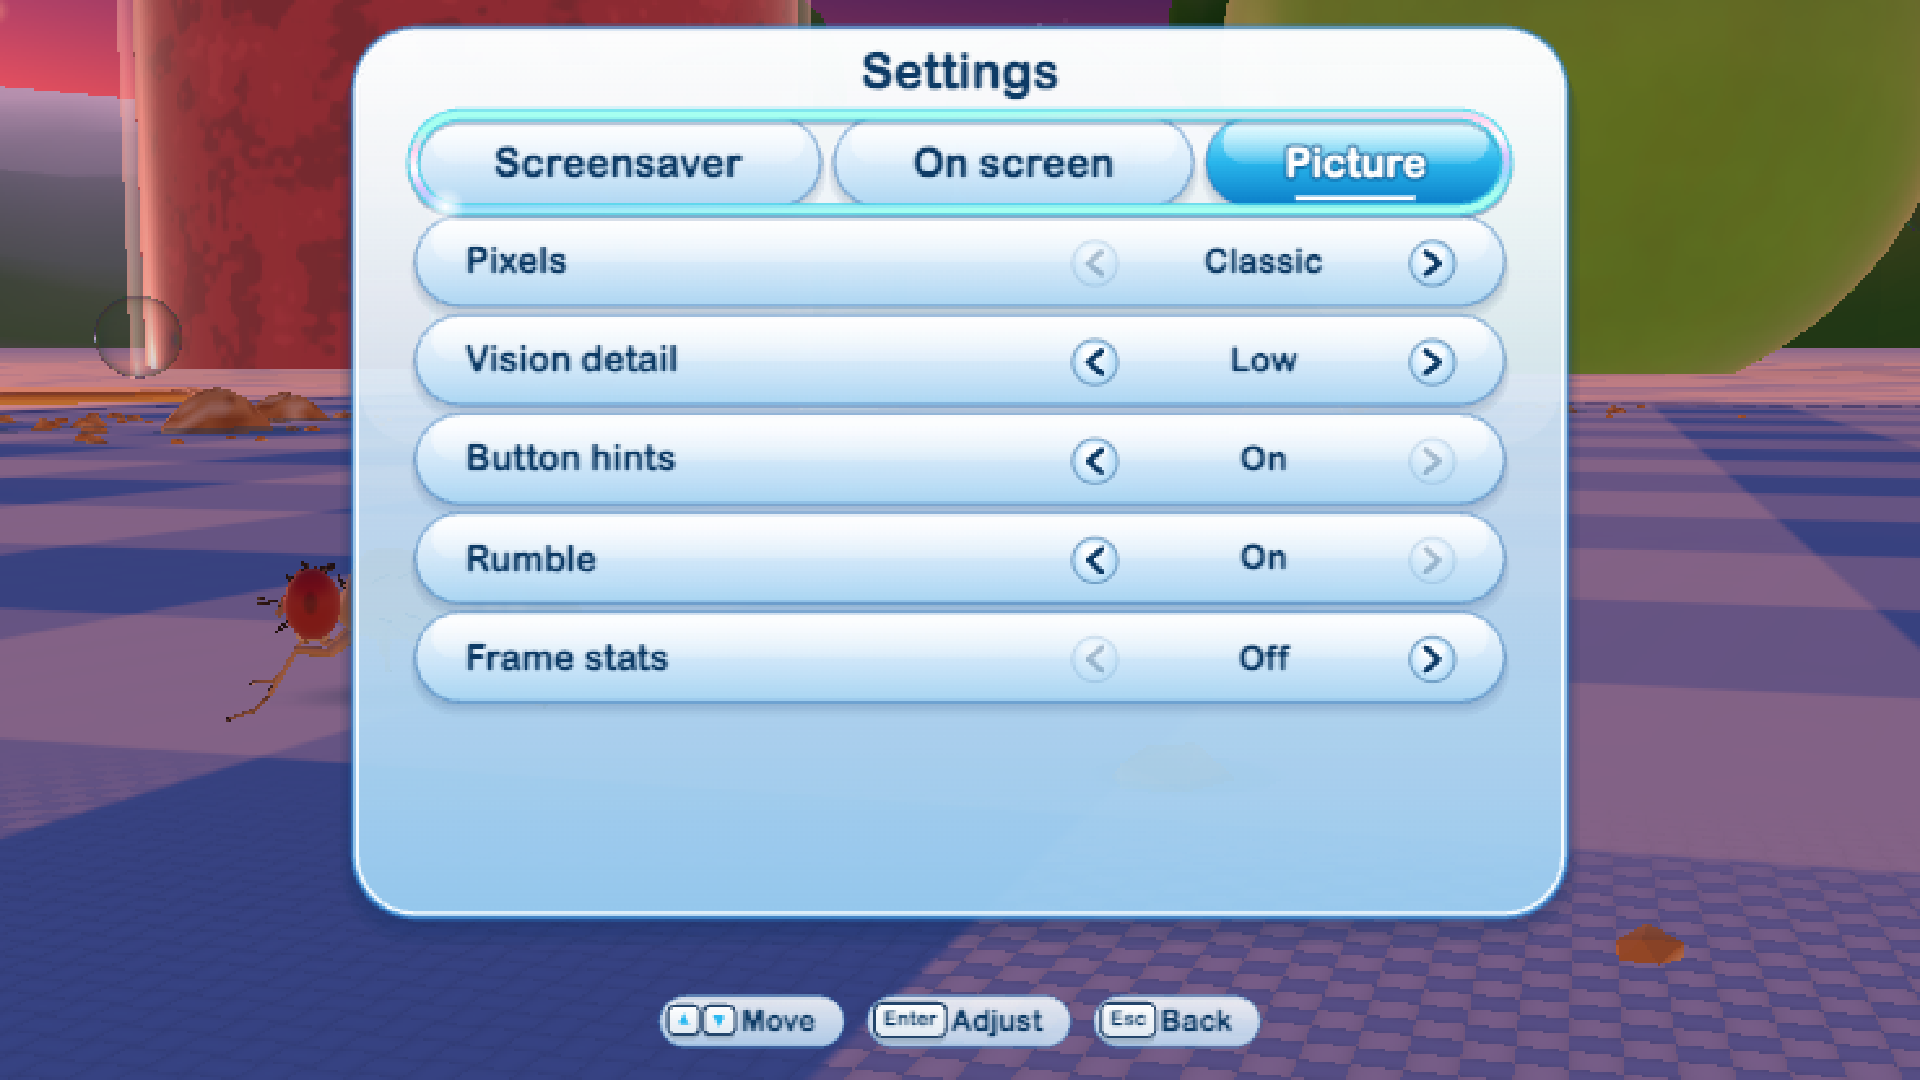 Settings
Screensaver On screen Picture
Pixels Classic
Vision detail Low
Button hints On
Rumble On
Frame stats Off
Move Enter Adjust Esc Back